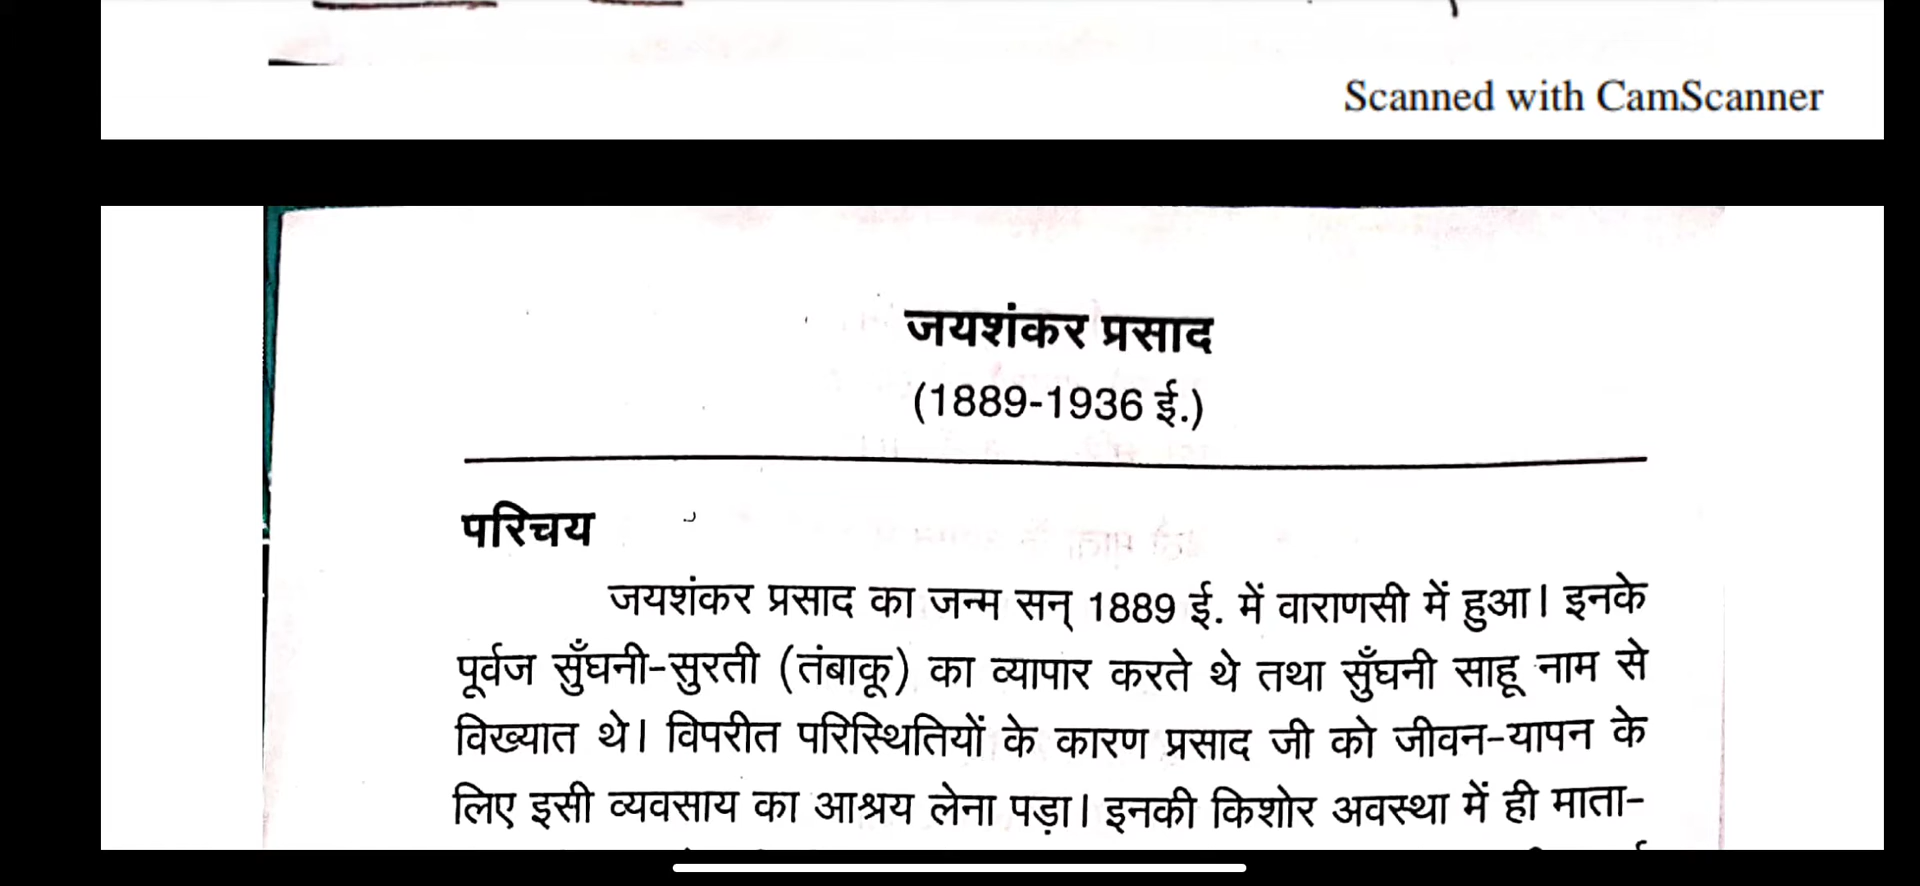 Scanned with CamScanner
जयशंकर प्रसाद
(1889-1936 ई.)
परिचय
जयशंकर प्रसाद का जन्म सन् 1889 ई. में वाराणसी में हुआ। इनके
पूर्वज सुँघनी-सुरती (तंबाकू) का व्यापार करते थे तथा सुँघनी साहू नाम से
विख्यात थे। विपरीत परिस्थितियों के कारण प्रसाद जी को जीवन-यापन के
लिए इसी व्यवसाय का आश्रय लेना पड़ा। इनकी किशोर अवस्था में ही माता-